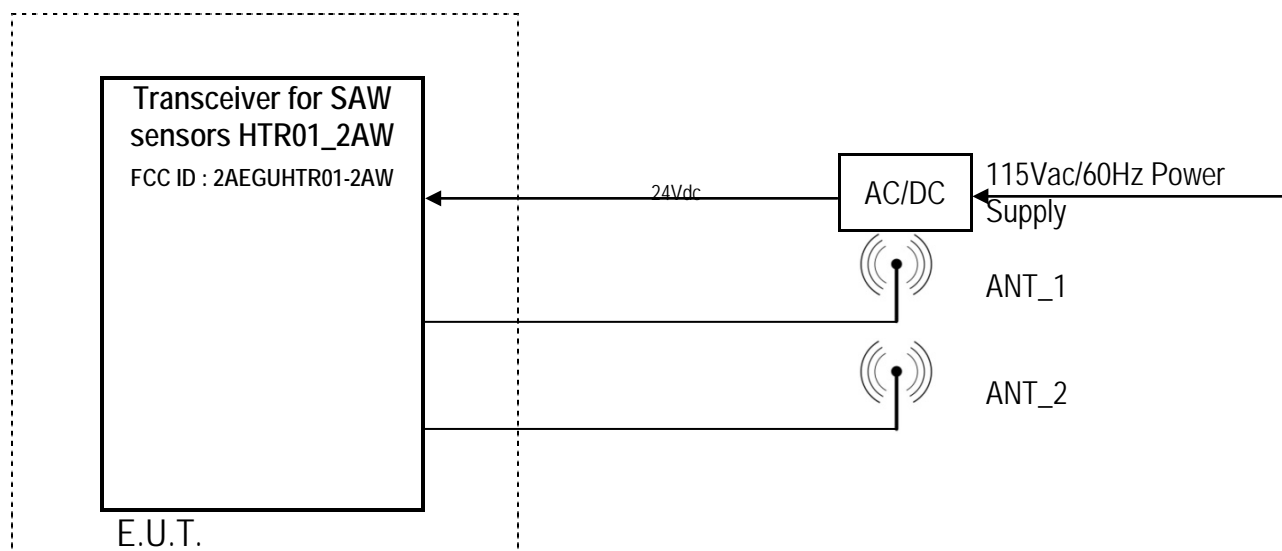 Transceiver for SAW
sensors HTR01_2AW
FCC ID : 2AEGUHTR01-2AW
24Vdc
AC/DC
115Vac/60Hz Power
Supply
ANT_1
ANT_2
E.U.T.